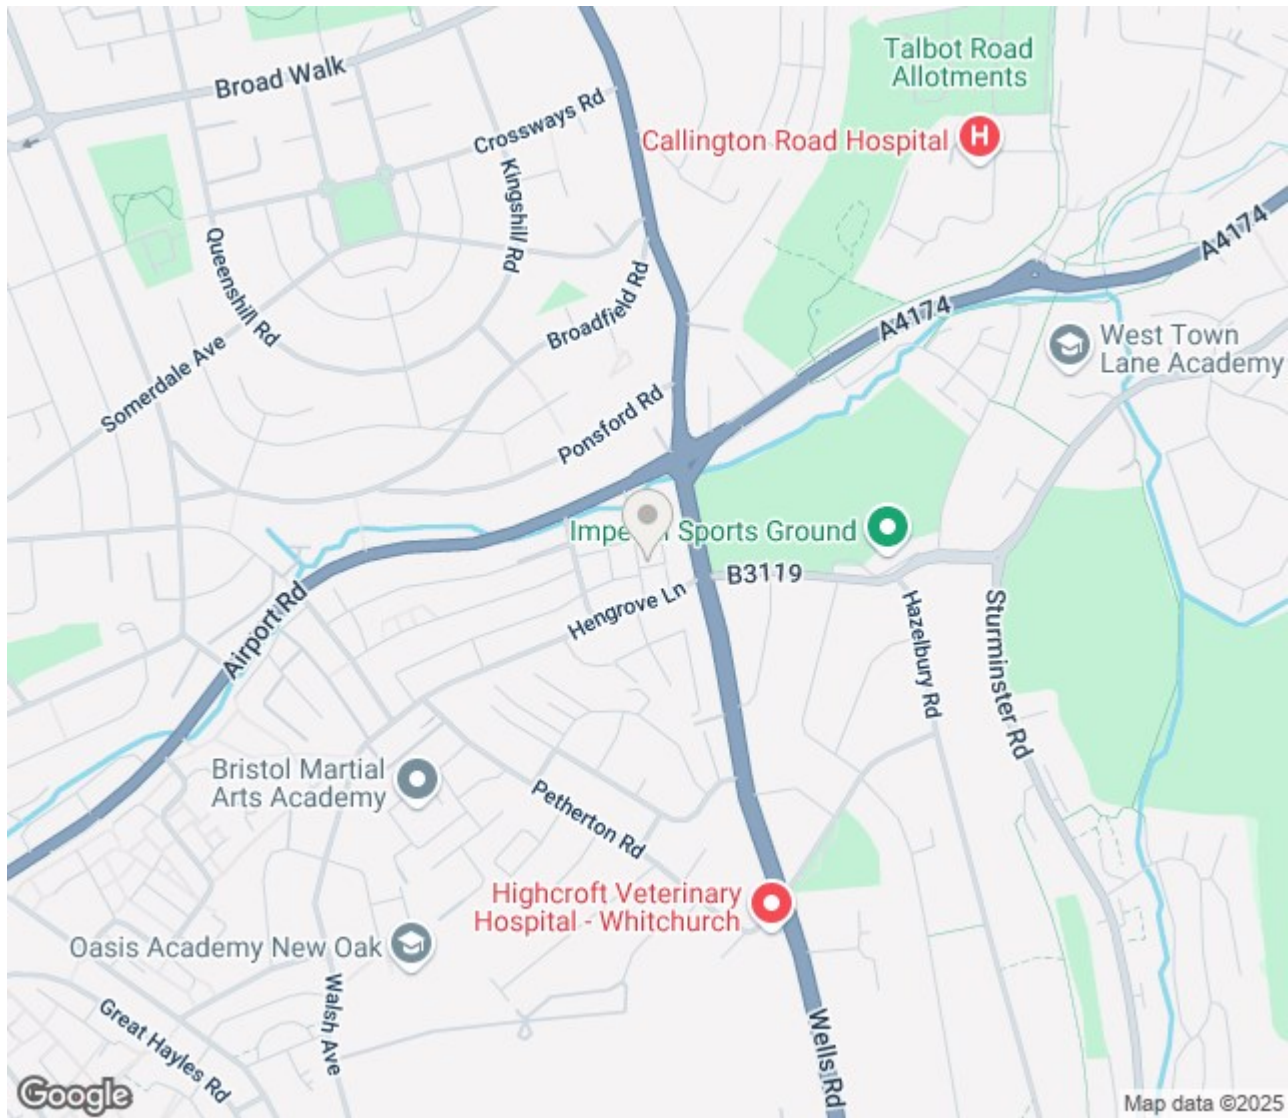 Talbot Road
Allotments
Broad Walk
Crossways Rd
Callington Road Hospital
H
Kingshill Rd
A4174
Queenshill Rd
Broadfield Rd
A4174
West Town
Lane Academy
Somerdale Ave
Ponsford Rd
Sports Ground
B3119
Airport Rd
Hengrove Ln
Hazelbury Rd
Sturminster Rd
Bristol Martial
Arts Academy
Petherton Rd
Highcroft Veterinary
Hospital - Whitchurch
Oasis Academy New Oak
Walsh Ave
Great Hayles Rd
Wells Rd
Google
Map data ©2025